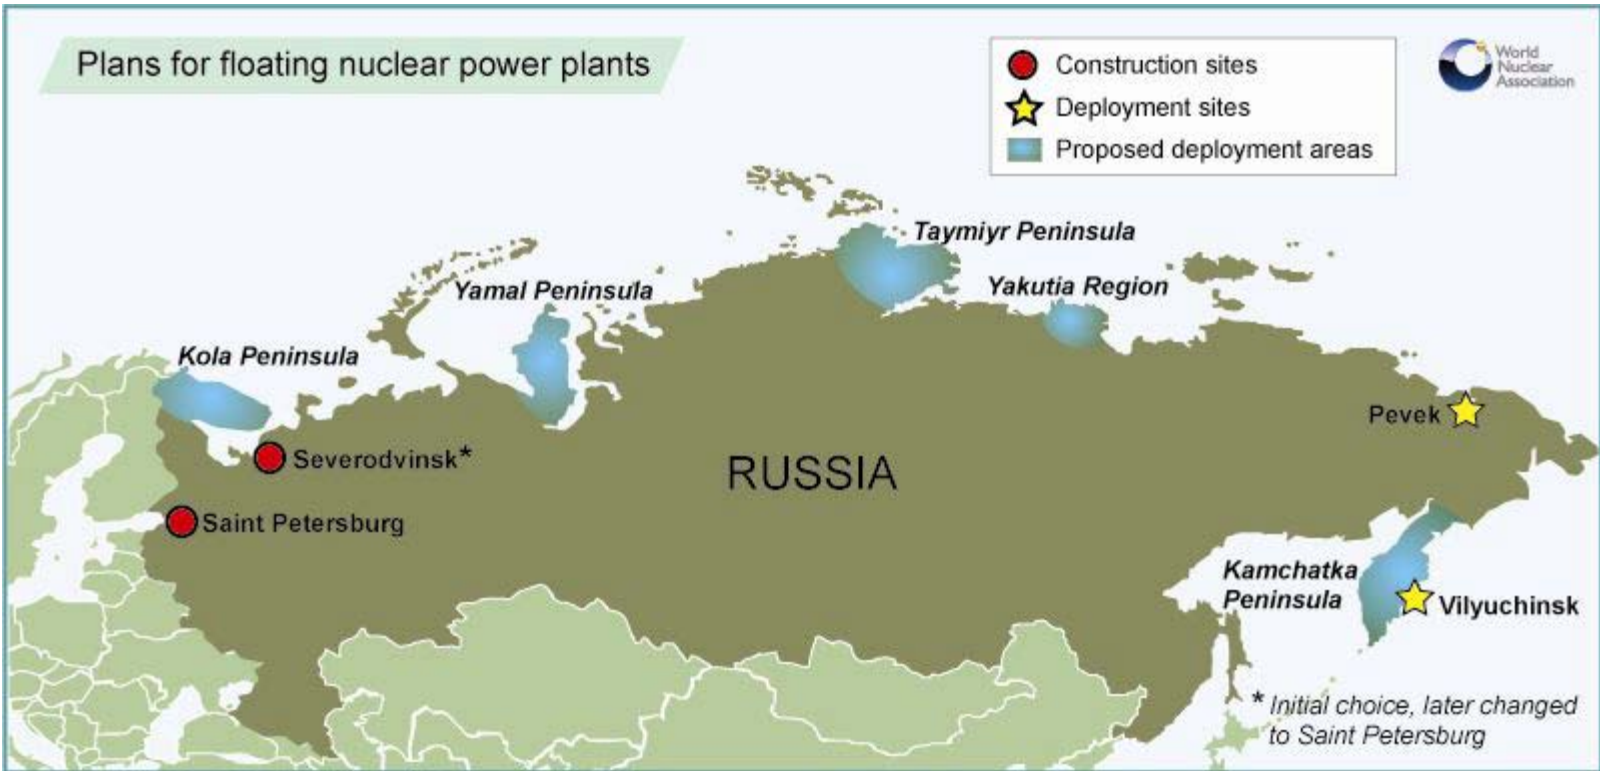 Plans for floating nuclear power plants
Construction sites
Deployment sites
Proposed deployment areas
World
Nuclear
Association
Taymiyr Peninsula
Yamal Peninsula
Yakutia Region
Kola Peninsula
Pevek
Severodvinsk*
RUSSIA
Saint Petersburg
Kamchatka
Peninsula
Vilyuchinsk
* Initial choice, later changed
to Saint Petersburg